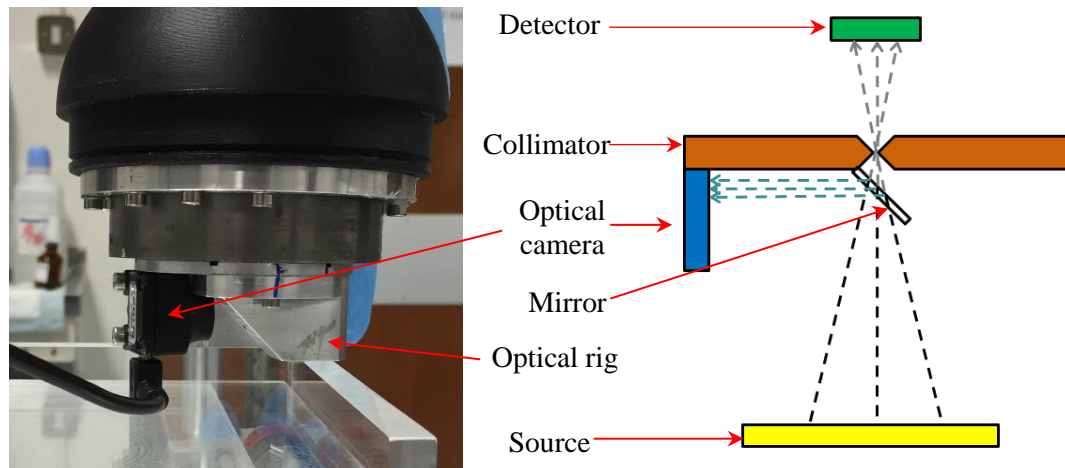 Detector
Collimator
Optical
camera
Mirror
Optical rig
Source